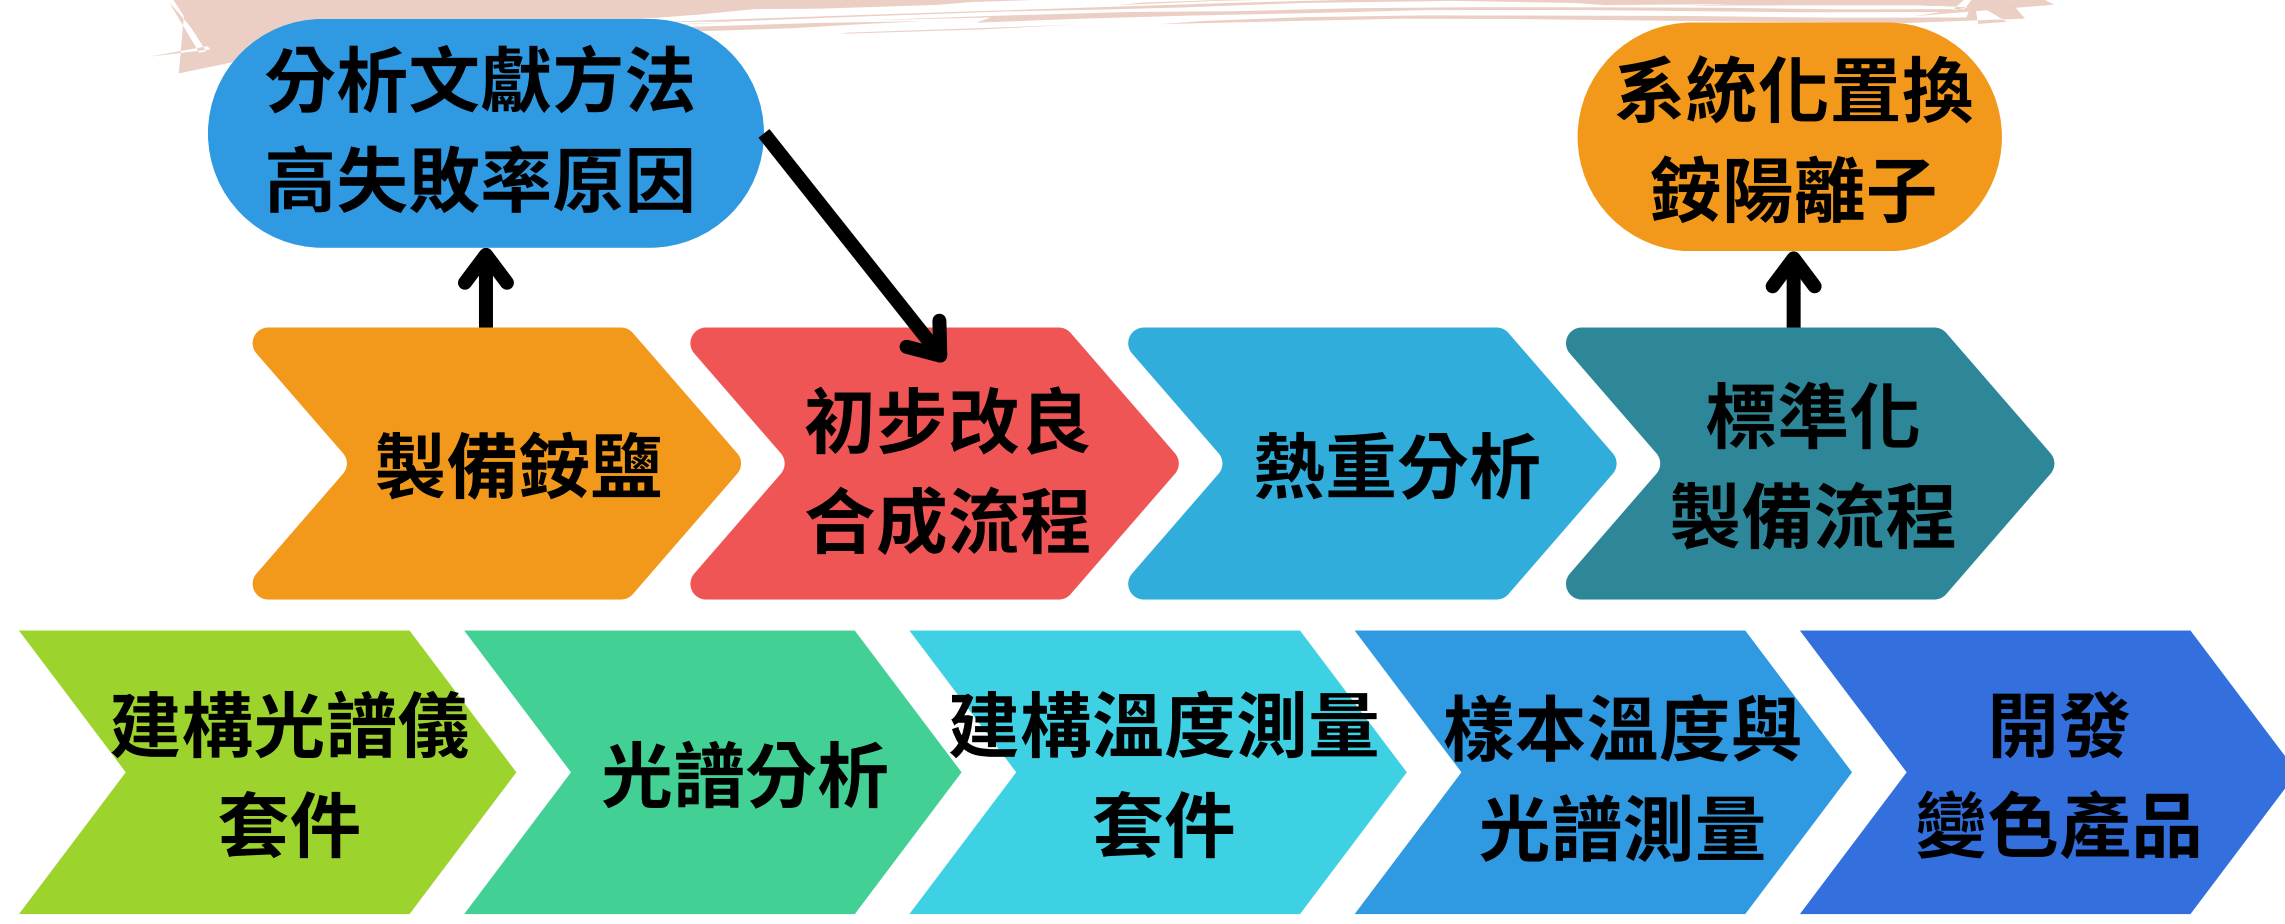 分析文獻方法
高失敗率原因
系統化置換
銨陽離子
製備銨鹽
初步改良
合成流程
熱重分析
標準化
製備流程
建構光譜儀
套件
光譜分析
建構溫度測量
套件
樣本溫度與
光譜測量
開發
變色產品